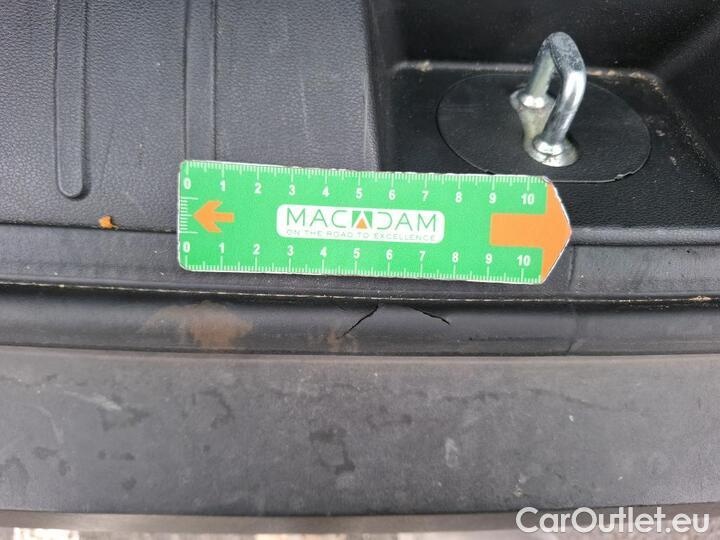 0 1 2 3 4 5 6 7 8 9 10
MACADAM
ON THE ROAD TO EXCELLENCE
0 1 2 3 4 5 6 7 8 9 10
CarOutlet.eu